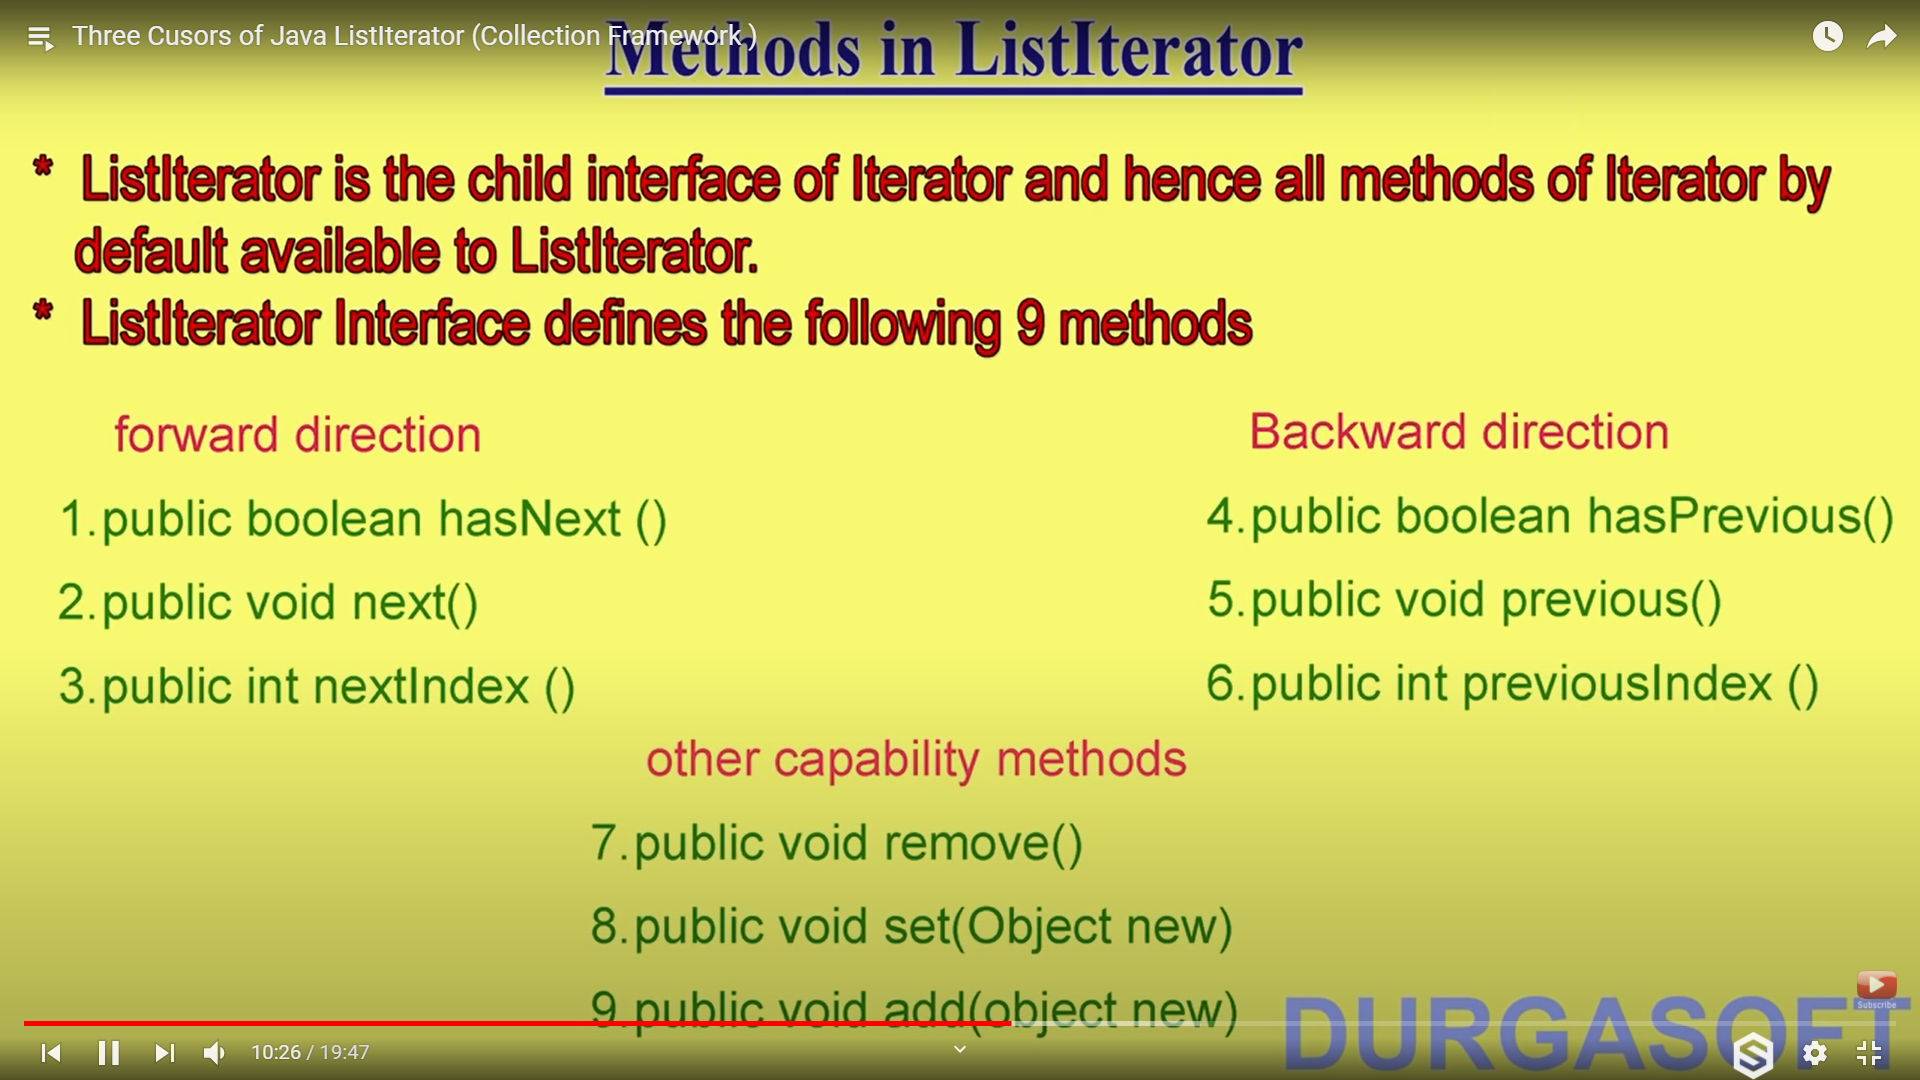 Three Cusors of Java ListIterator (Collection Framework )
Methods in ListIterator
* ListIterator is the child interface of Iterator and hence all methods of Iterator by
default available to ListIterator.
* ListIterator Interface defines the following 9 methods
forward direction
1.public boolean hasNext ()
2.public void next()
3.public int nextIndex ()
Backward direction
4.public boolean hasPrevious()
5.public void previous()
6.public int previousIndex ()
other capability methods
7.public void remove()
8.public void set(Object new)
9.public void add(object new)
Subscribe
DURGASOFT
10:26 / 19:47